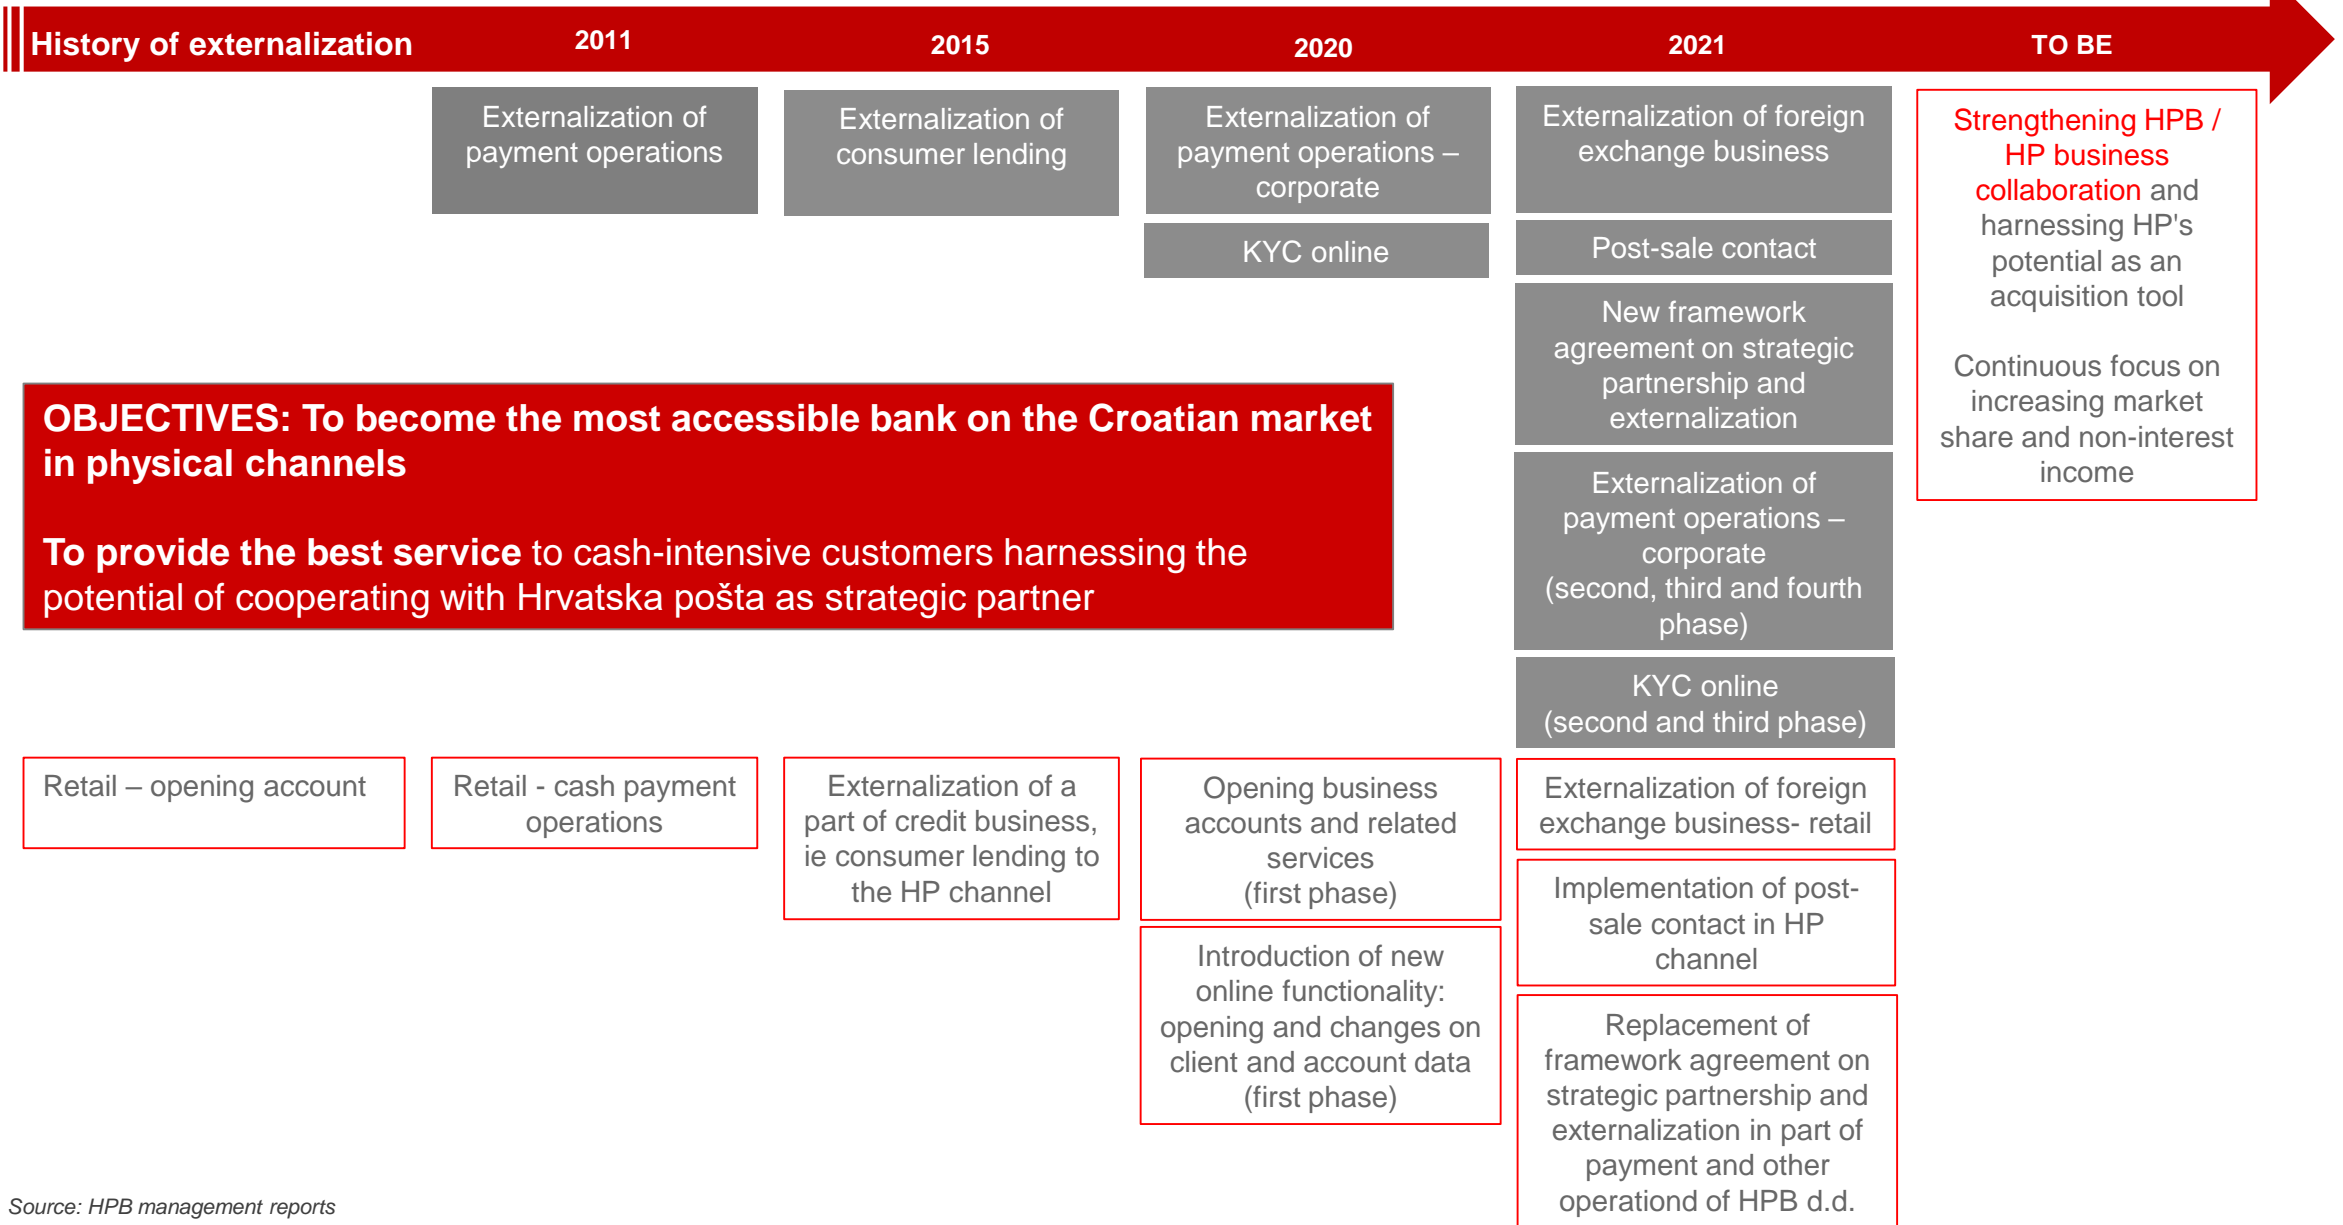 History of externalization
2011
2015
2020
2021
TO BE
Externalization of
payment operations
Externalization of
consumer lending
Externalization of
payment operations –
corporate
KYC online
Externalization of foreign
exchange business
Post-sale contact
New framework
agreement on strategic
partnership and
externalization
Externalization of
payment operations –
corporate
(second, third and fourth
phase)
KYC online
(second and third phase)
Strengthening HPB /
HP business
collaboration and
harnessing HP's
potential as an
acquisition tool
Continuous focus on
increasing market
share and non-interest
income
OBJECTIVES: To become the most accessible bank on the Croatian market
in physical channels
To provide the best service to cash-intensive customers harnessing the
potential of cooperating with Hrvatska pošta as strategic partner
Retail – opening account
Retail - cash payment
operations
Externalization of a
part of credit business,
ie consumer lending to
the HP channel
Opening business
accounts and related
services
(first phase)
Introduction of new
online functionality:
opening and changes on
client and account data
(first phase)
Externalization of foreign
exchange business- retail
Implementation of post-
sale contact in HP
channel
Replacement of
framework agreement on
strategic partnership and
externalization in part of
payment and other
operationd of HPB d.d.
Source: HPB management reports